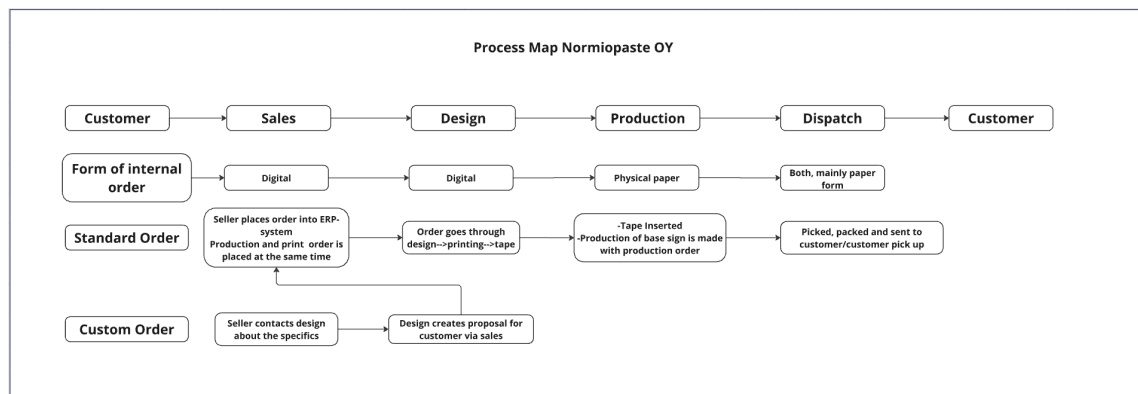 Process Map Normiopaste OY
Customer
Sales
Design
Production
Dispatch
Customer
Form of internal
order
Digital
Digital
Physical paper
Both, mainly paper
form
Standard Order
Seller places order into ERP-
system
Production and print order is
placed at the same time
Order goes through
design-->printing-->tape
-Tape Inserted
-Production of base sign is made
with production order
Picked, packed and sent to
customer/customer pick up
Custom Order
Seller contacts design
about the specifics
Design creates proposal for
customer via sales